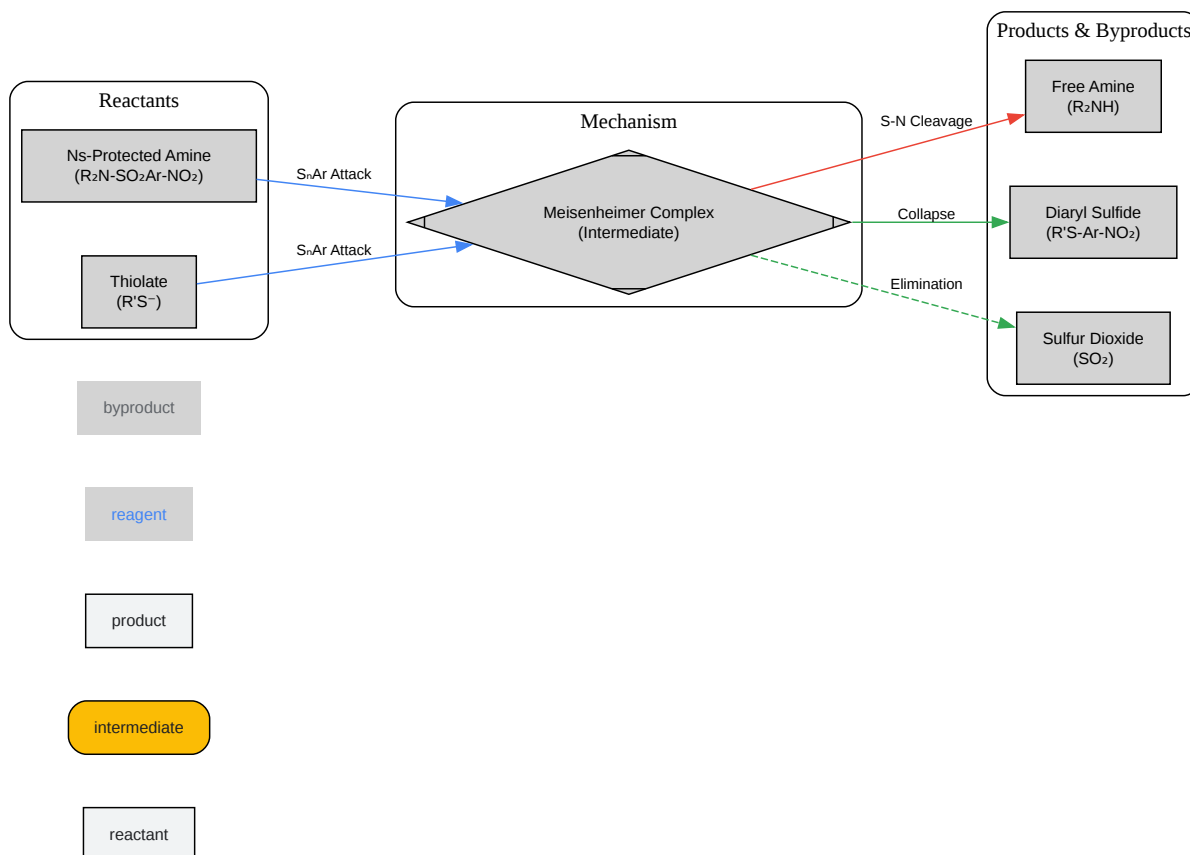 Reactants
Ns-Protected Amine
(R₂N-SO₂Ar-NO₂)
Thiolate
(R'S⁻)
SₙAr Attack
SₙAr Attack
Mechanism
Meisenheimer Complex
(Intermediate)
S-N Cleavage
Collapse
Elimination
Products & Byproducts
Free Amine
(R₂NH)
Diaryl Sulfide
(R'S-Ar-NO₂)
Sulfur Dioxide
(SO₂)
byproduct
reagent
product
intermediate
reactant